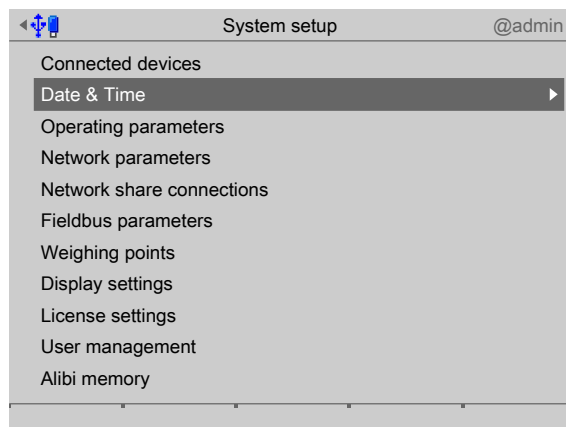 System setup @admin
Connected devices
Date & Time
Operating parameters
Network parameters
Network share connections
Fieldbus parameters
Weighing points
Display settings
License settings
User management
Alibi memory